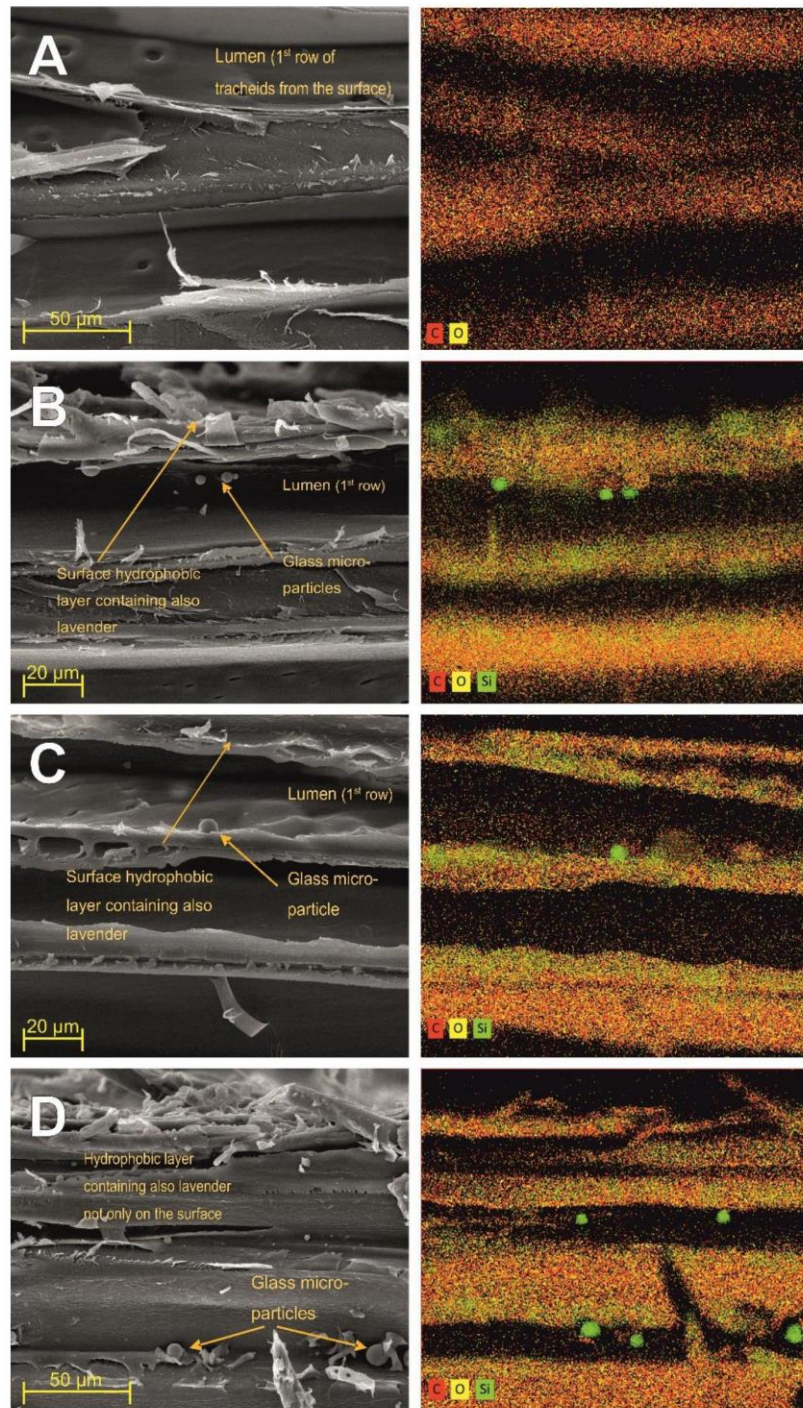 A
Lumen (1st row of
tracheids from the surface)
50 µm
C O
B
Lumen (1st row)
Surface hydrophobic
layer containing also
lavender
Glass micro-
particles
20 µm
C O Si
C
Lumen (1st row)
Surface hydrophobic
layer containing also
lavender
Glass micro-
particle
20 µm
C O Si
D
Hydrophobic layer
containing also lavender
not only on the surface
Glass micro-
particles
50 µm
C O Si